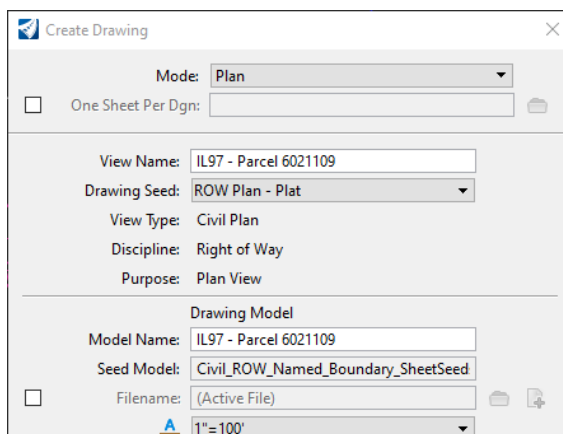 Create Drawing
Mode: Plan
One Sheet Per Dgn:
View Name: IL97 - Parcel 6021109
Drawing Seed: ROW Plan - Plat
View Type: Civil Plan
Discipline: Right of Way
Purpose: Plan View
Drawing Model
Model Name: IL97 - Parcel 6021109
Seed Model: Civil_ROW_Named_Boundary_SheetSeed
Filename: (Active File)
A 1"=100'